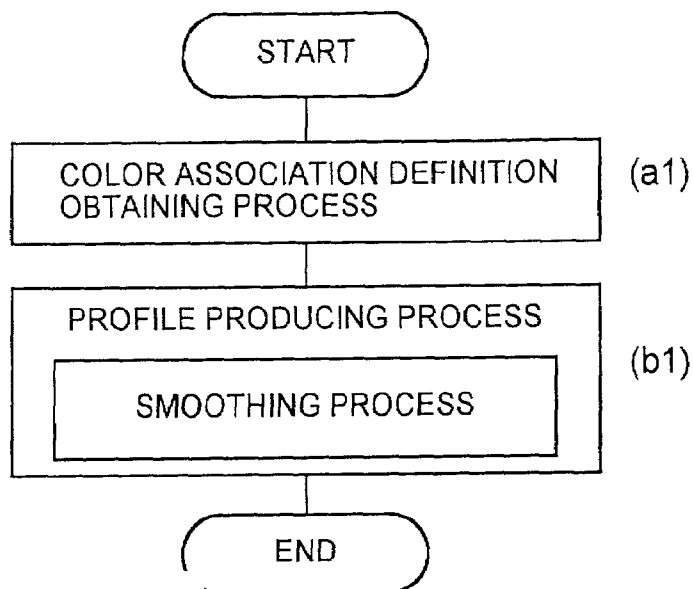 START
COLOR ASSOCIATION DEFINITION
OBTAINING PROCESS
(a1)
PROFILE PRODUCING PROCESS
(b1)
SMOOTHING PROCESS
END